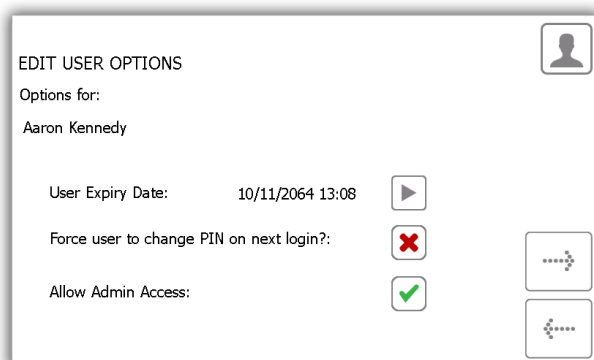 EDIT USER OPTIONS
Options for:
Aaron Kennedy
User Expiry Date: 10/11/2064 13:08
Force user to change PIN on next login?:
Allow Admin Access: